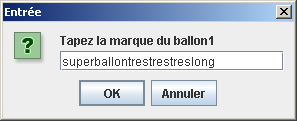 Entrée
Tapez la marque du ballon1
superballontrestrestreslong
OK Annuler